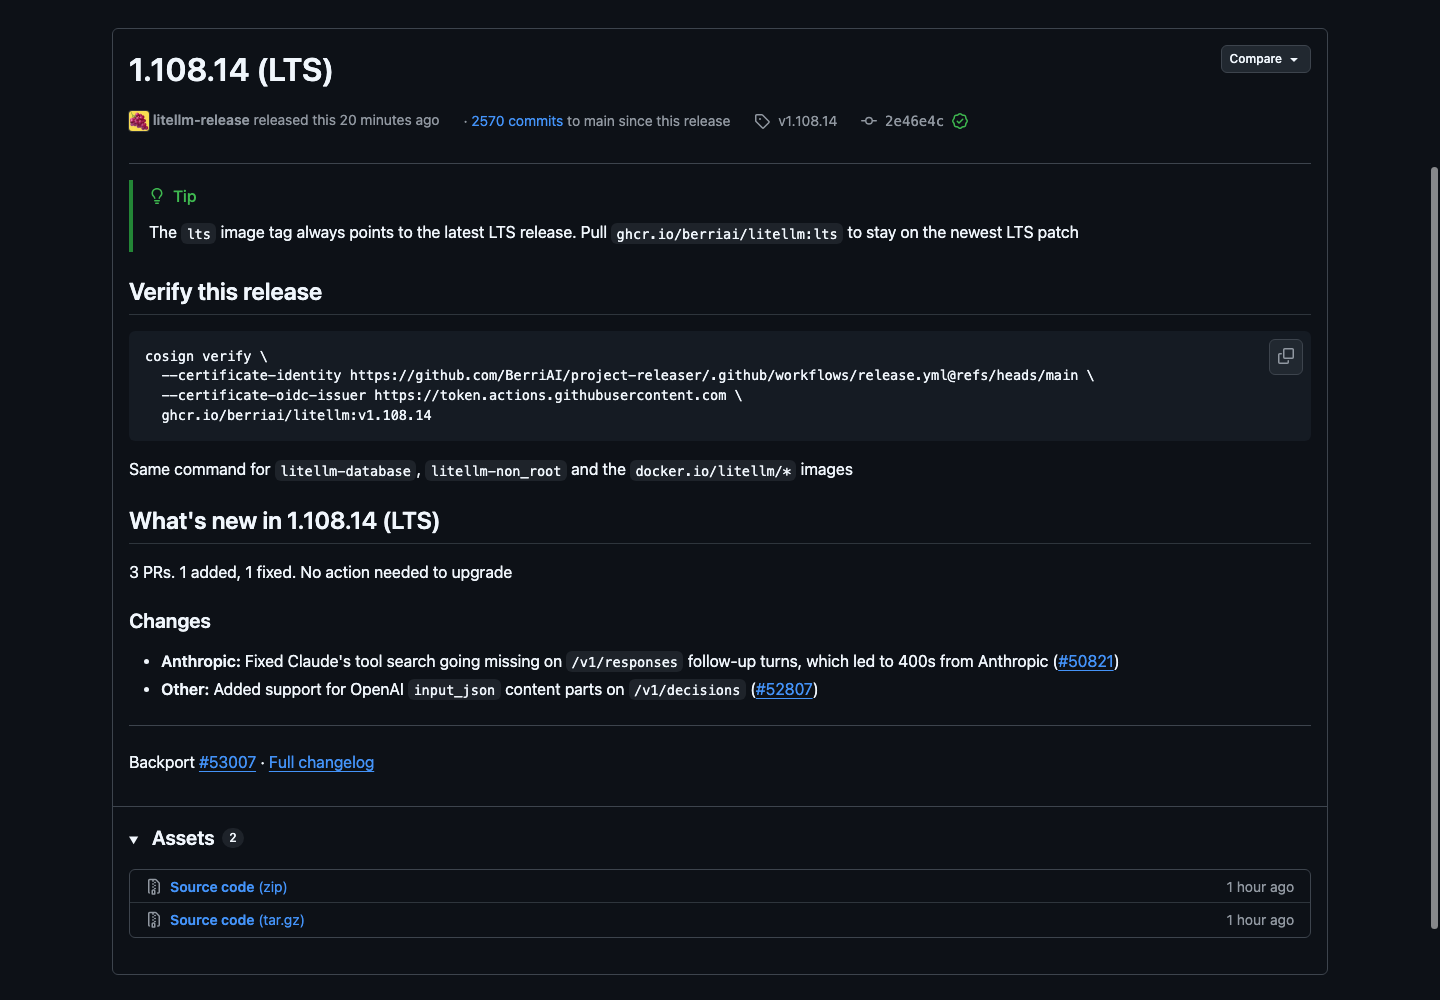 1.108.14 (LTS)
Compare
litellm-release released this 20 minutes ago · 2570 commits to main since this release v1.108.14 2e46e4c
Tip
The lts image tag always points to the latest LTS release. Pull ghcr.io/berriai/litellm:lts to stay on the newest LTS patch
Verify this release
cosign verify \
--certificate-identity https://github.com/BerriAI/project-releaser/.github/workflows/release.yml@refs/heads/main \
--certificate-oidc-issuer https://token.actions.githubusercontent.com \
ghcr.io/berriai/litellm:v1.108.14
Same command for litellm-database, litellm-non_root and the docker.io/litellm/* images
What's new in 1.108.14 (LTS)
3 PRs. 1 added, 1 fixed. No action needed to upgrade
Changes
• Anthropic: Fixed Claude's tool search going missing on /v1/responses follow-up turns, which led to 400s from Anthropic (#50821)
• Other: Added support for OpenAI input_json content parts on /v1/decisions (#52807)
Backport #53007 · Full changelog
Assets 2
Source code (zip) 1 hour ago
Source code (tar.gz) 1 hour ago